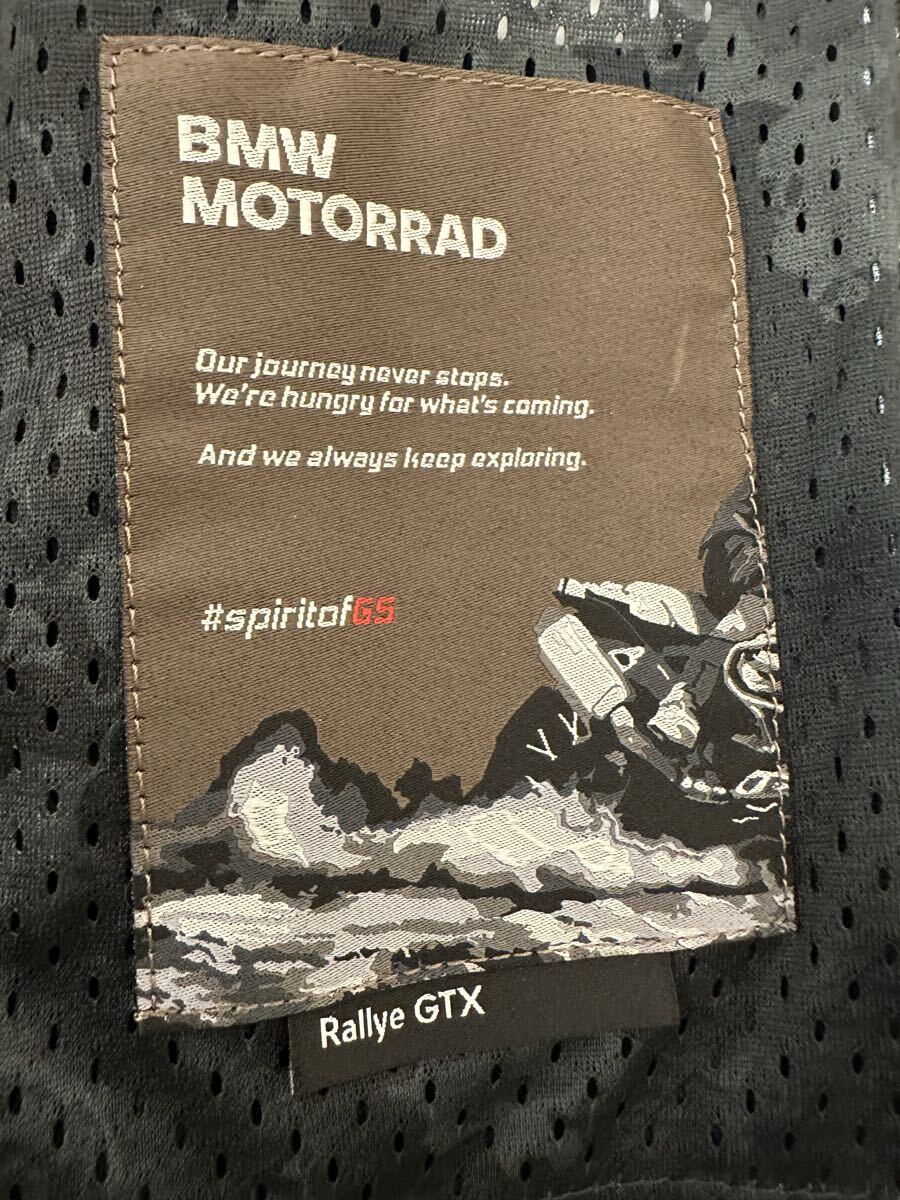 BMW
MOTORRAD
Our journey never stops.
We're hungry for what's coming.
And we always keep exploring.
#spiritofGS
Rallye GTX